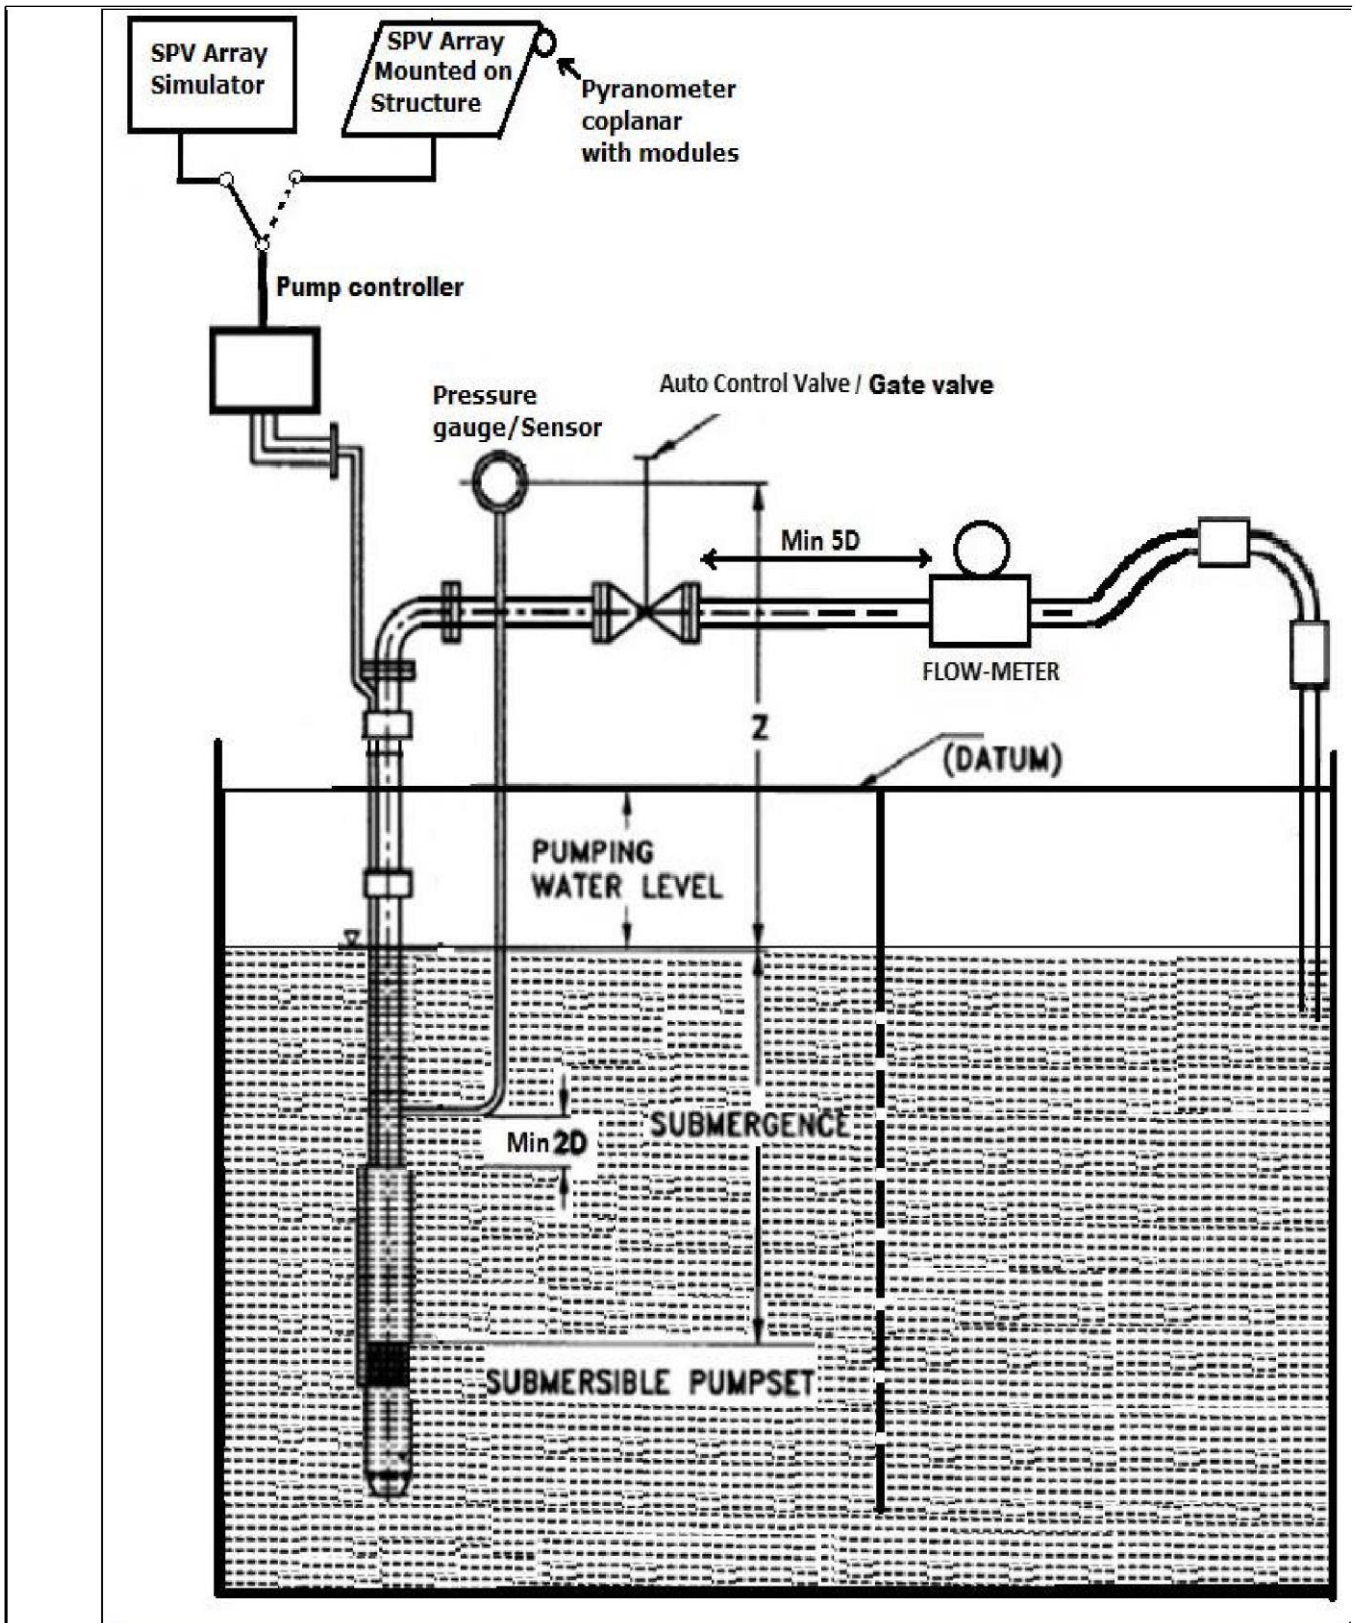 SPV Array
Simulator
SPV Array
Mounted on
Structure
Pyranometer
coplanar
with modules
Pump controller
Pressure
gauge/Sensor
Auto Control Valve / Gate valve
Min 5D
FLOW-METER
Z
(DATUM)
PUMPING
WATER LEVEL
SUBMERGENCE
Min 2D
SUBMERSIBLE PUMPSET